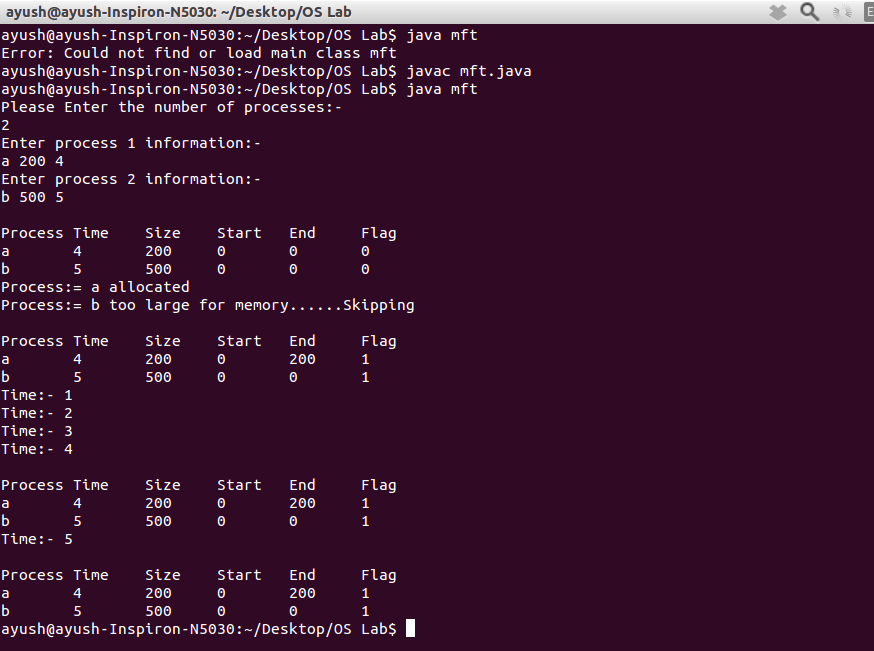 ayush@ayush-Inspiron-N5030: ~/Desktop/OS Lab
ayush@ayush-Inspiron-N5030:~/Desktop/OS Lab$ java mft
Error: Could not find or load main class mft
ayush@ayush-Inspiron-N5030:~/Desktop/OS Lab$ javac mft.java
ayush@ayush-Inspiron-N5030:~/Desktop/OS Lab$ java mft
Please Enter the number of processes:-
2
Enter process 1 information:-
a 200 4
Enter process 2 information:-
b 500 5
Process Time    Size    Start   End     Flag
a       4       200     0       0       0
b       5       500     0       0       0
Process:= a allocated
Process:= b too large for memory......Skipping
Process Time    Size    Start   End     Flag
a       4       200     0       200     1
b       5       500     0       0       1
Time:- 1
Time:- 2
Time:- 3
Time:- 4
Process Time    Size    Start   End     Flag
a       4       200     0       200     1
b       5       500     0       0       1
Time:- 5
Process Time    Size    Start   End     Flag
a       4       200     0       200     1
b       5       500     0       0       1
ayush@ayush-Inspiron-N5030:~/Desktop/OS Lab$